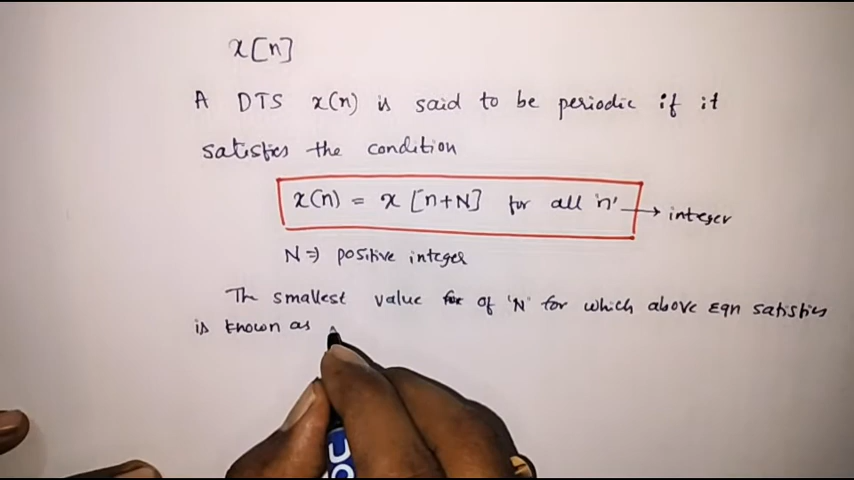 x[n]
A DTS x(n) is said to be periodic if it
satisfies the condition
x(n) = x [n+N] for all 'n' → integer
N ⇒ positive integer
The smallest value of 'N' for which above Eqn satisfies
is known as